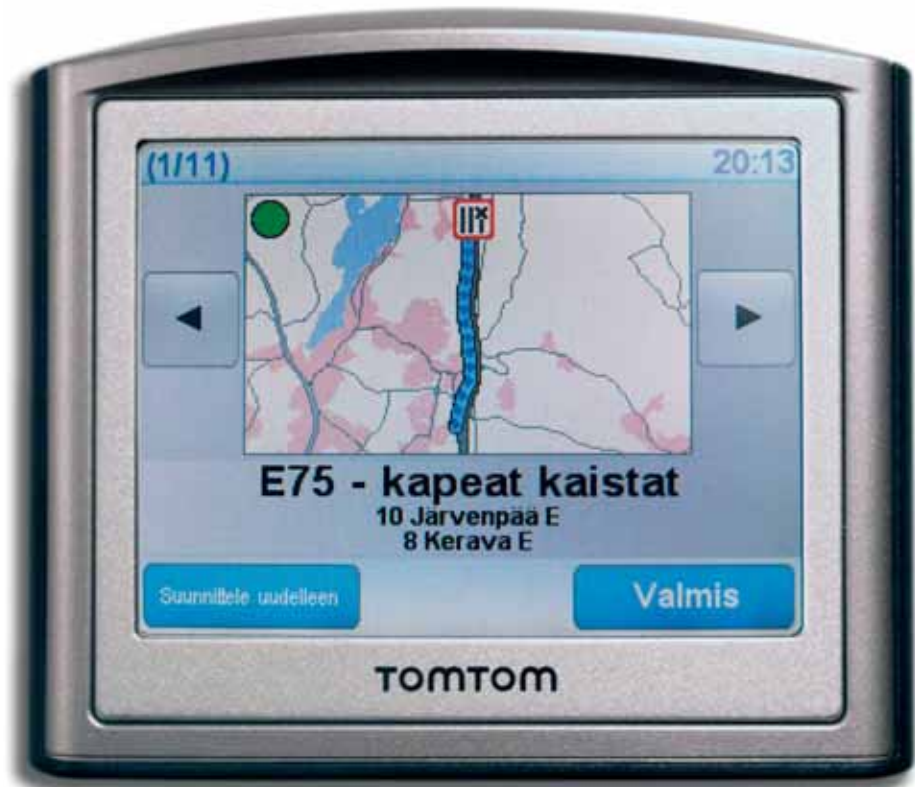 (1/11) 20:13
E75 - kapeat kaistat
10 Järvenpää E
8 Kerava E
Suunnittele uudelleen Valmis
TOMTOM